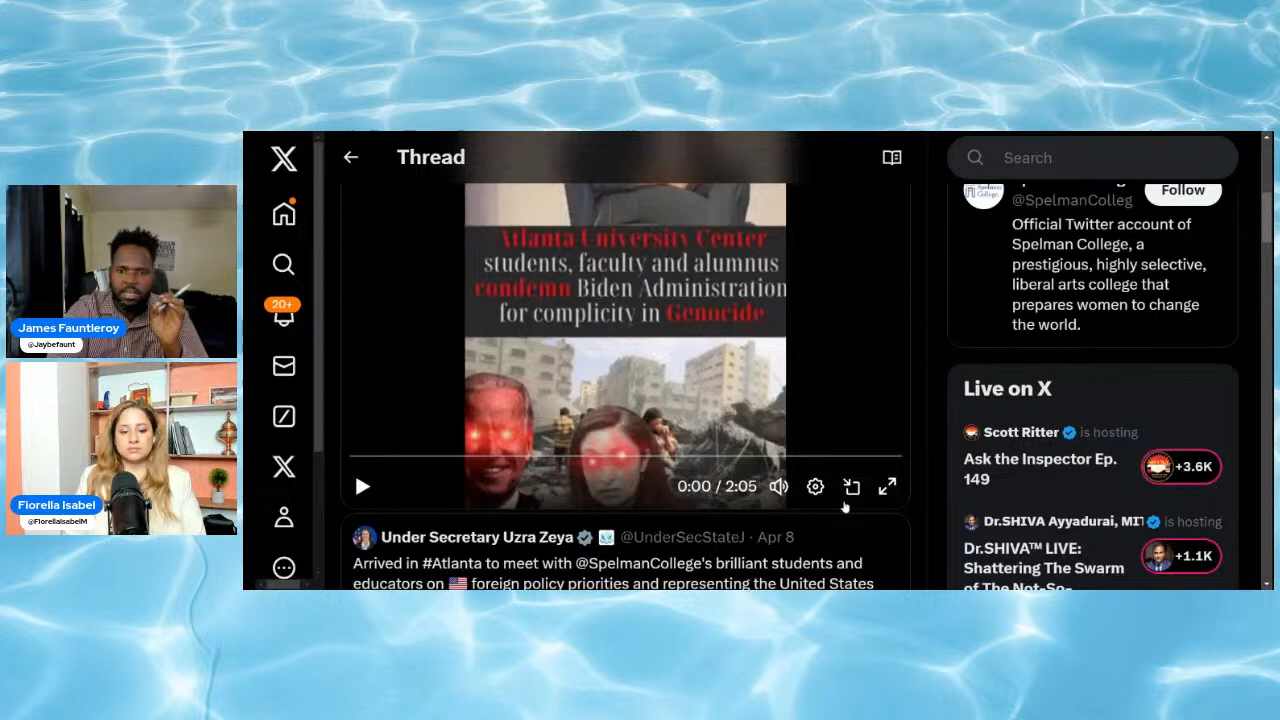 James Fauntleroy
@Jaybefaunt
Fiorella Isabel
@FiorellaIsabelM
20+
Thread
Atlanta University Center
students, faculty and alumnus
condemn Biden Administration
for complicity in Genocide
0:00 / 2:05
Under Secretary Uzra Zeya @UnderSecStateJ · Apr 8
Arrived in #Atlanta to meet with @SpelmanCollege's brilliant students and
educators on 🇺🇸 foreign policy priorities and representing the United States
Search
Follow
@SpelmanColleg
Official Twitter account of
Spelman College, a
prestigious, highly selective,
liberal arts college that
prepares women to change
the world.
Live on X
Scott Ritter is hosting
Ask the Inspector Ep.
149
+3.6K
Dr.SHIVA Ayyadurai, MIT is hosting
Dr.SHIVA™ LIVE:
Shattering The Swarm
of The Not-So-
+1.1K